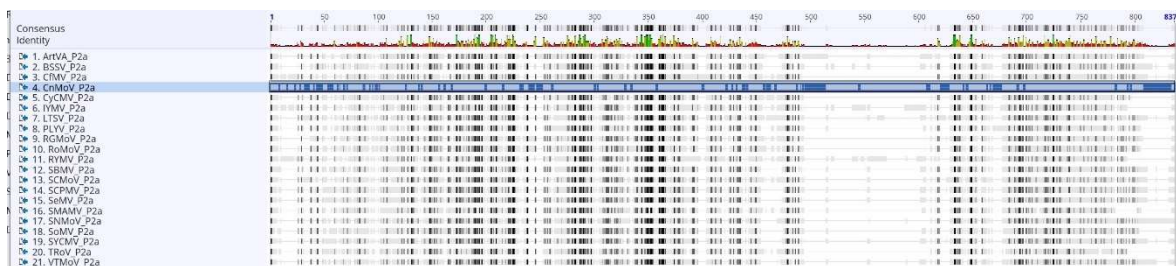 Consensus
1 50 100 150 200 250 300 350 400 450 500 550 600 650 700 750 800 837
Identity
1. ArtVA_P2a
2. BSSV_P2a
3. CfMV_P2a
4. CnMoV_P2a
5. CyCMV_P2a
6. IYMV_P2a
7. LTSV_P2a
8. PLYV_P2a
9. RGMoV_P2a
10. RoMoV_P2a
11. RYMV_P2a
12. SBMV_P2a
13. SCMoV_P2a
14. SCPMV_P2a
15. SeMV_P2a
16. SMAMV_P2a
17. SNMoV_P2a
18. SoMV_P2a
19. SYCMV_P2a
20. TRoV_P2a
21. VTMoV_P2a